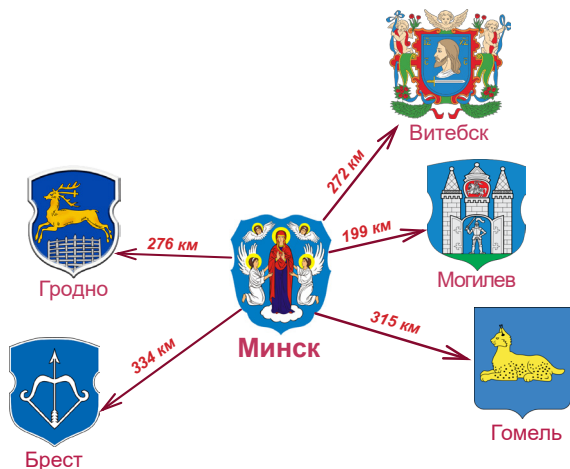 Витебск
272 км
199 км
276 км
Гродно
Могилев
315 км
Минск
334 км
Гомель
Брест